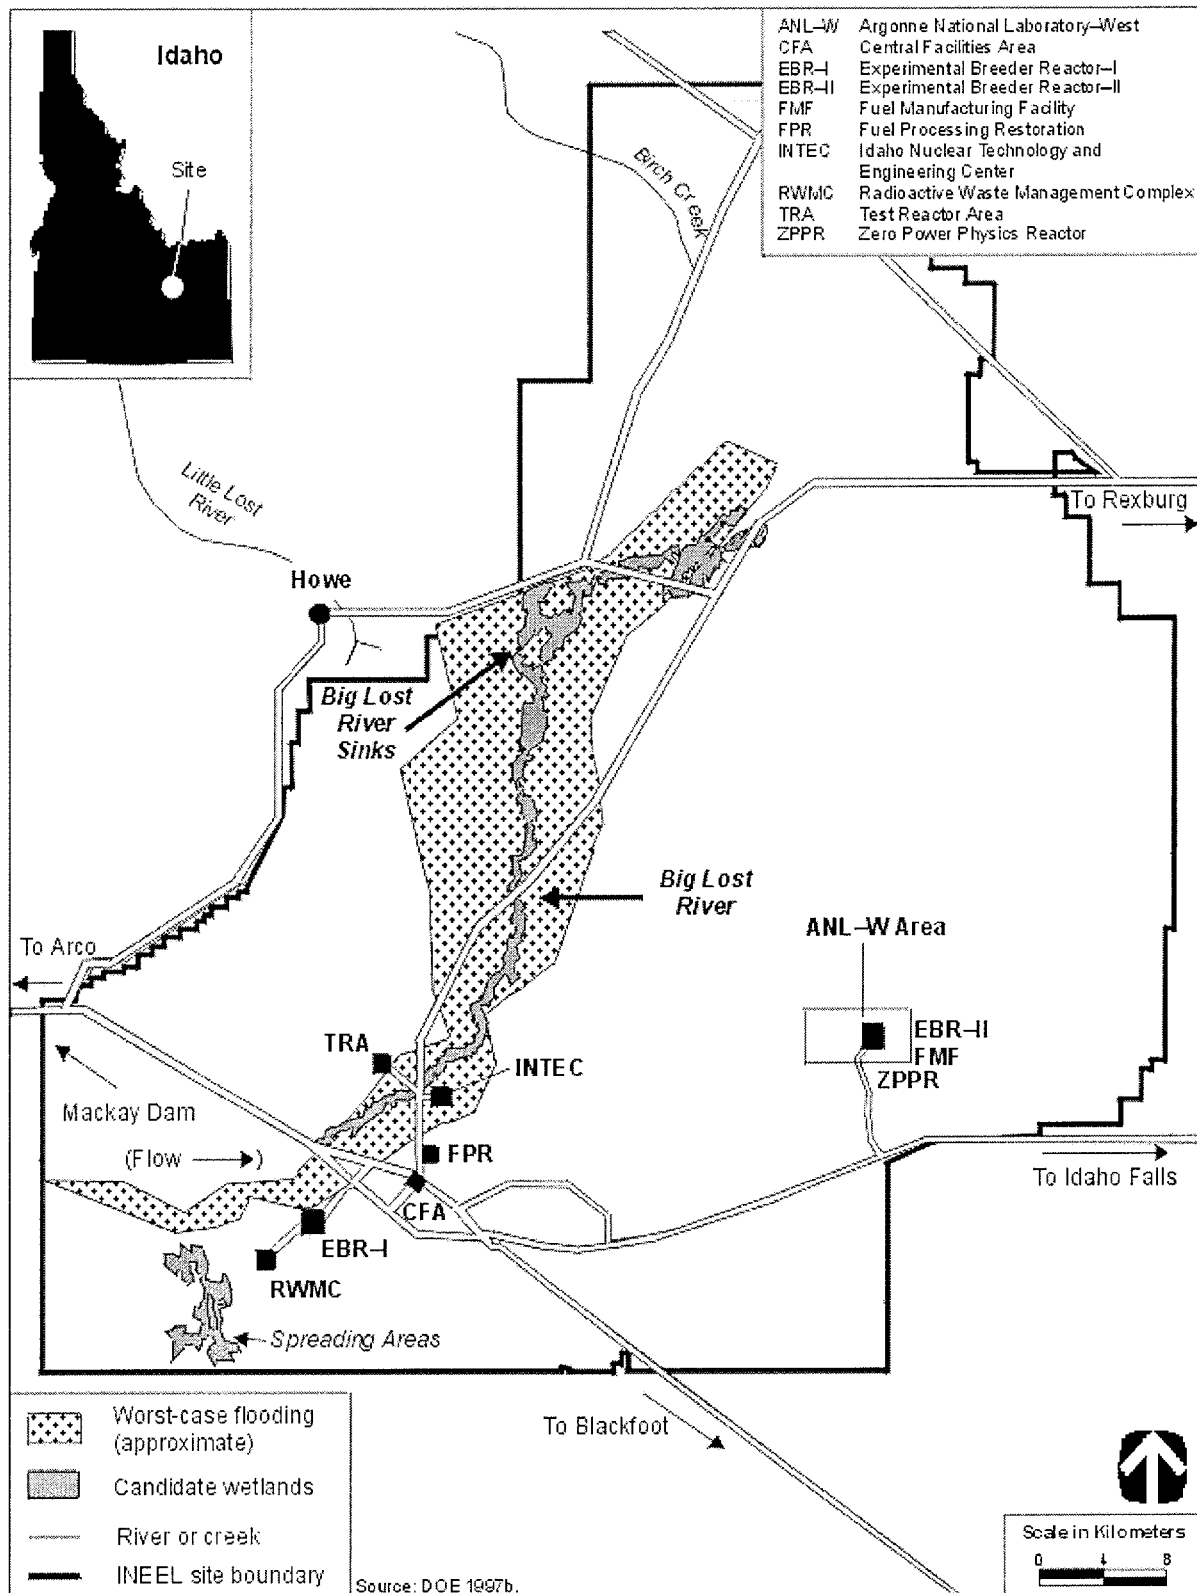 Idaho
Site
ANL–W Argonne National Laboratory–West
CFA Central Facilities Area
EBR–I Experimental Breeder Reactor–I
EBR–II Experimental Breeder Reactor–II
FMF Fuel Manufacturing Facility
FPR Fuel Processing Restoration
INTEC Idaho Nuclear Technology and
Engineering Center
RWMC Radioactive Waste Management Complex
TRA Test Reactor Area
ZPPR Zero Power Physics Reactor
Birch Creek
Little Lost
River
To Rexburg
Howe
Big Lost
River
Sinks
Big Lost
River
ANL–W Area
To Arco
EBR–II
FMF
ZPPR
TRA
INTEC
Mackay Dam
(Flow )
FPR
To Idaho Falls
CFA
EBR–I
RWMC
Spreading Areas
To Blackfoot
Worst-case flooding
(approximate)
Candidate wetlands
River or creek
INEEL site boundary
Source: DOE 1997b.
Scale in Kilometers
0 4 8